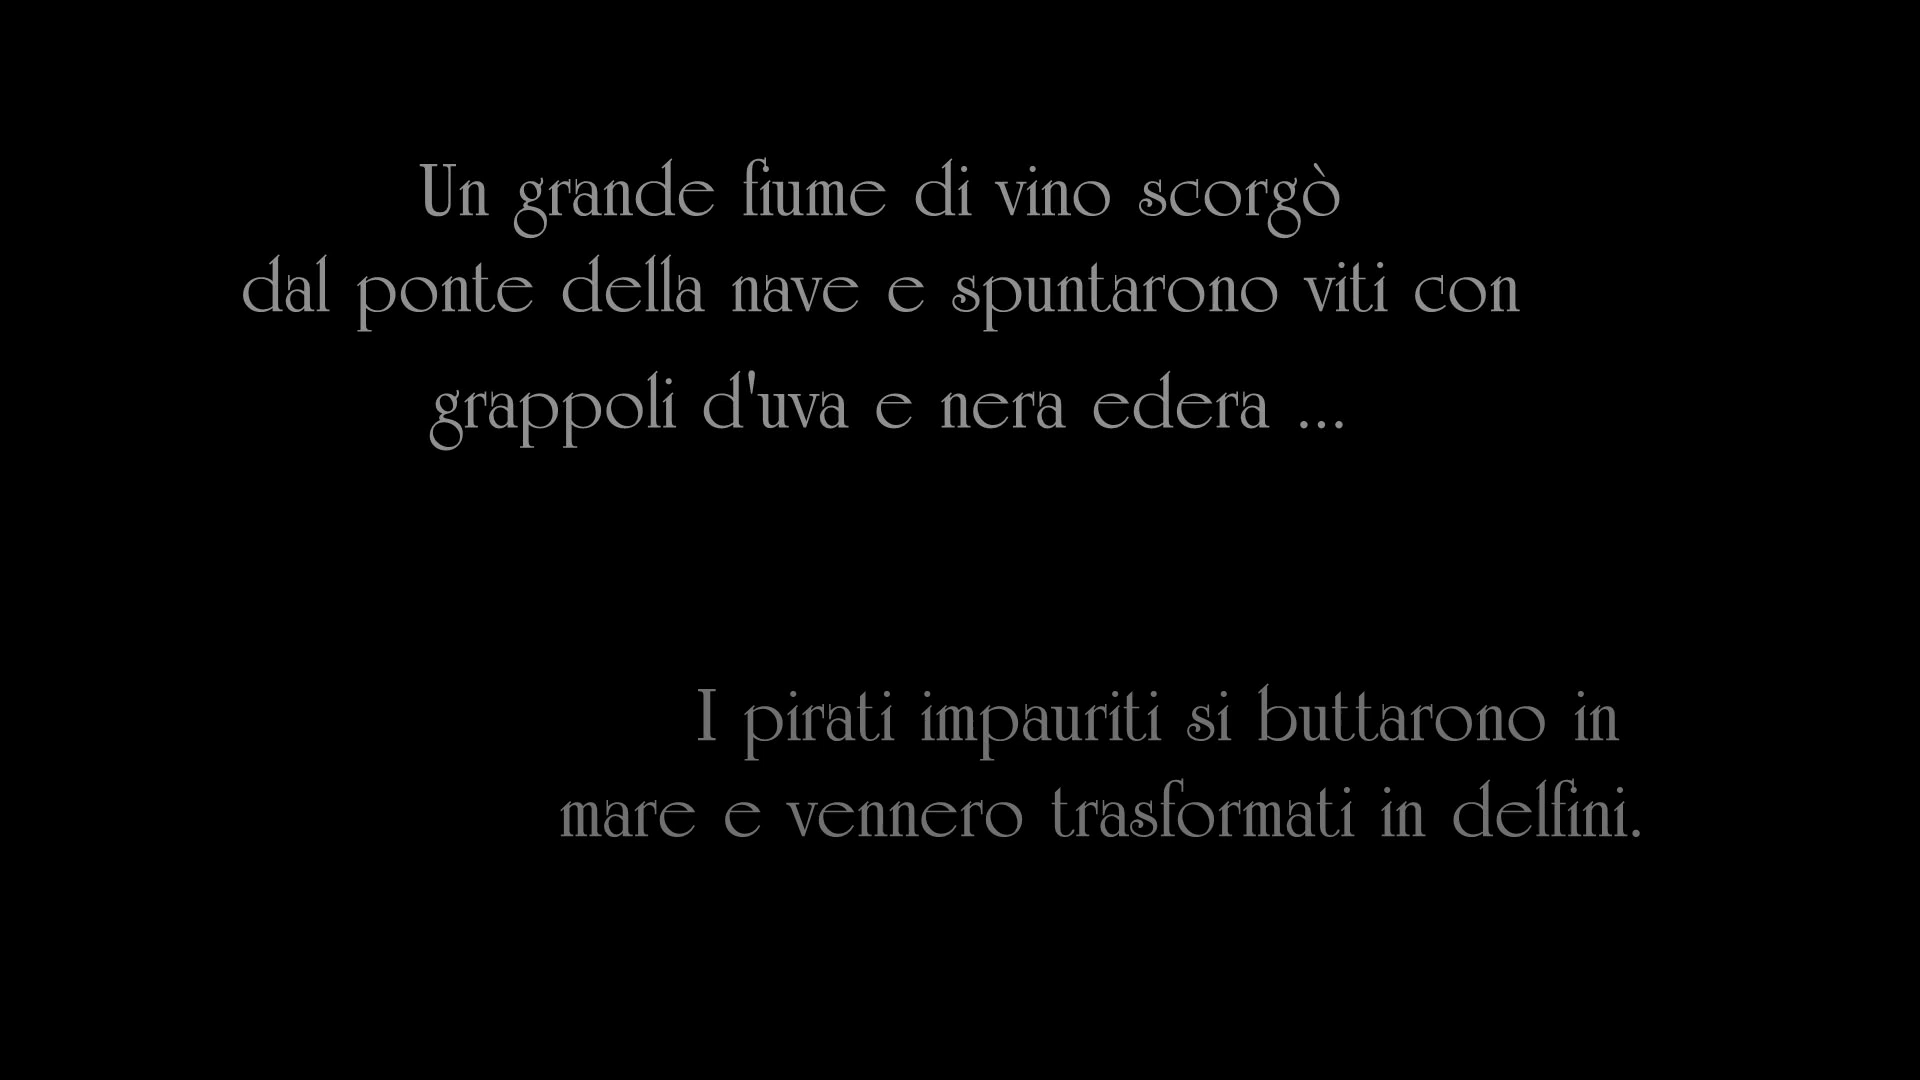 Un grande fiume di vino scorgò
dal ponte della nave e spuntarono viti con
grappoli d'uva e nera edera ...
I pirati impauriti si buttarono in
mare e vennero trasformati in delfini.